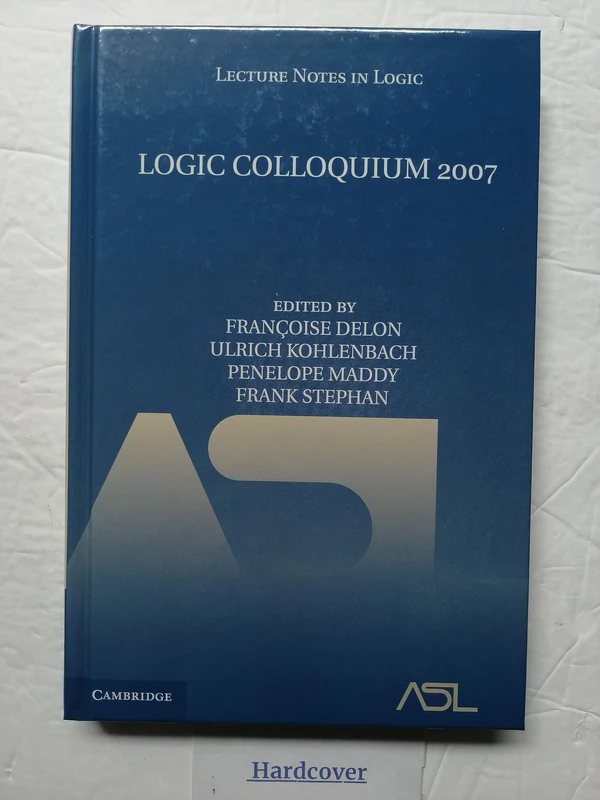 LECTURE NOTES IN LOGIC
LOGIC COLLOQUIUM 2007
EDITED BY
FRANÇOISE DELON
ULRICH KOHLENBACH
PENELOPE MADDY
FRANK STEPHAN
ASL
CAMBRIDGE
ASL
Hardcover